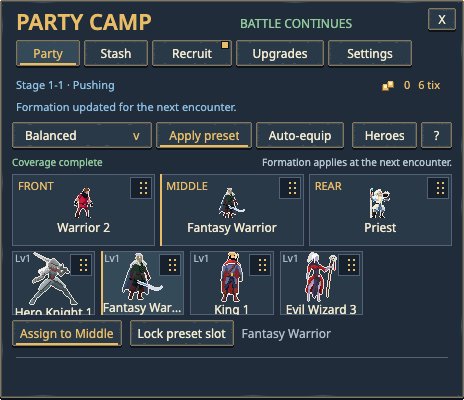 PARTY CAMP
BATTLE CONTINUES
X
Party
Stash
Recruit
Upgrades
Settings
Stage 1-1 · Pushing
0 6 tix
Formation updated for the next encounter.
Balanced v
Apply preset
Auto-equip
Heroes
?
Coverage complete
Formation applies at the next encounter.
FRONT
Warrior 2
MIDDLE
Fantasy Warrior
REAR
Priest
Lv1
Hero Knight 1
Lv1
Fantasy War...
Lv1
King 1
Lv1
Evil Wizard 3
Assign to Middle
Lock preset slot
Fantasy Warrior